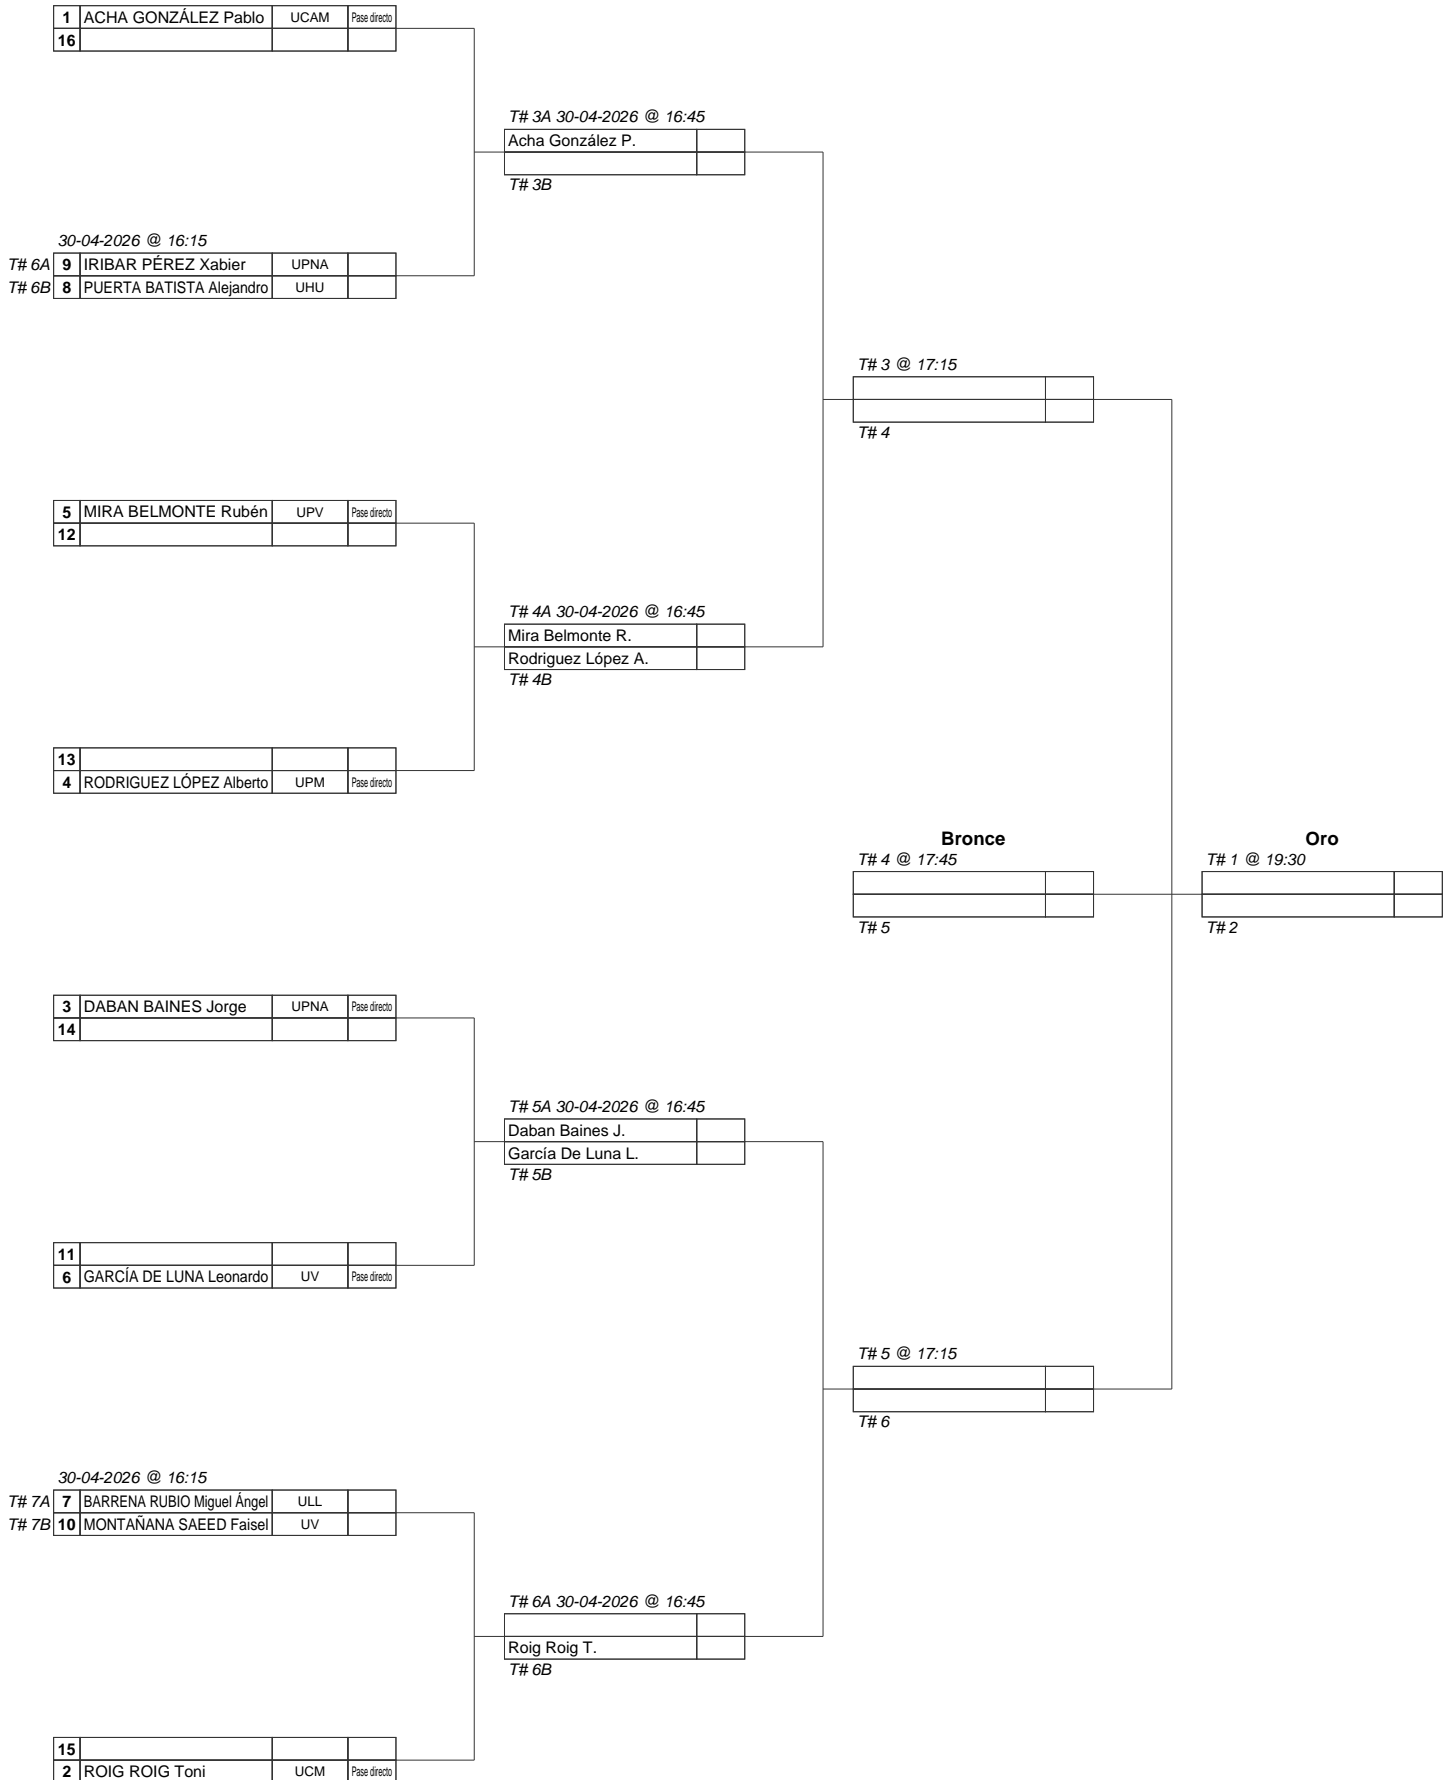 1 ACHA GONZÁLEZ Pablo UCAM Pase directo
16
T# 3A 30-04-2026 @ 16:45
Acha González P.
T# 3B
30-04-2026 @ 16:15
T# 6A 9 IRIBAR PÉREZ Xabier UPNA
T# 6B 8 PUERTA BATISTA Alejandro UHU
T# 3 @ 17:15
T# 4
5 MIRA BELMONTE Rubén UPV Pase directo
12
T# 4A 30-04-2026 @ 16:45
Mira Belmonte R.
Rodriguez López A.
T# 4B
13
4 RODRIGUEZ LÓPEZ Alberto UPM Pase directo
Bronce Oro
T# 4 @ 17:45 T# 1 @ 19:30
T# 5 T# 2
3 DABAN BAINES Jorge UPNA Pase directo
14
T# 5A 30-04-2026 @ 16:45
Daban Baines J.
García De Luna L.
T# 5B
11
6 GARCÍA DE LUNA Leonardo UV Pase directo
T# 5 @ 17:15
T# 6
30-04-2026 @ 16:15
T# 7A 7 BARRENA RUBIO Miguel Ángel ULL
T# 7B 10 MONTAÑANA SAEED Faisel UV
T# 6A 30-04-2026 @ 16:45
Roig Roig T.
T# 6B
15
2 ROIG ROIG Toni UCM Pase directo